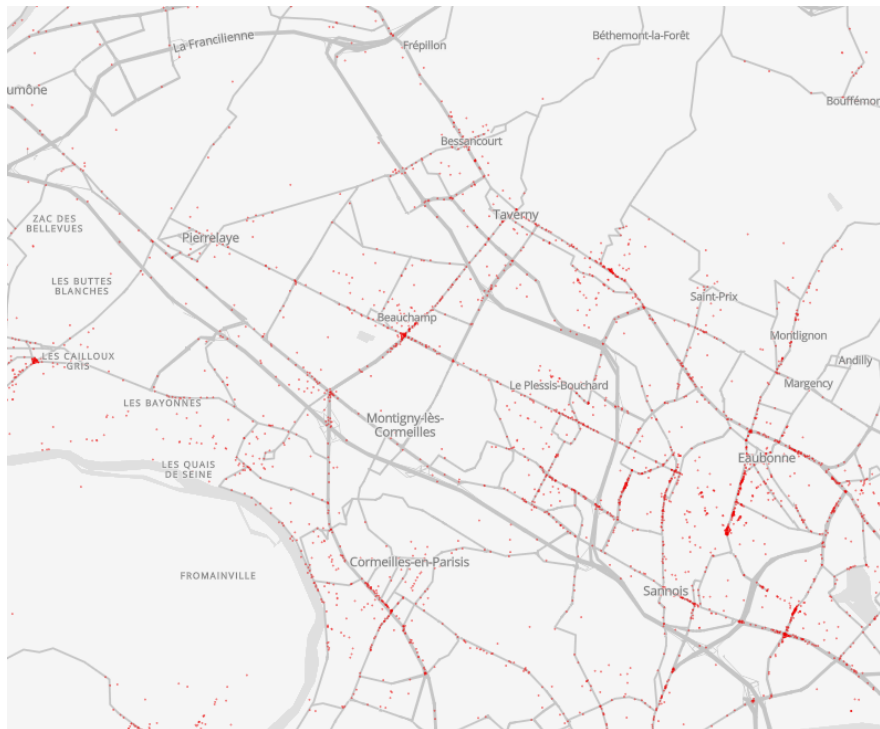 La Francilienne
Frépillon
Béthemont-la-Forêt
umône
Bouffémon
Bessancourt
ZAC DES
BELLEVUES
Taverny
Pierrelaye
LES BUTTES
BLANCHES
Saint-Prix
Beauchamp
Montlignon
LES CAILLOUX
GRIS
Andilly
Le Plessis-Bouchard
Margency
LES BAYONNES
Montigny-lès-
Cormeilles
Eaubonne
LES QUAIS
DE SEINE
FROMAINVILLE
Cormeilles-en-Parisis
Sannois